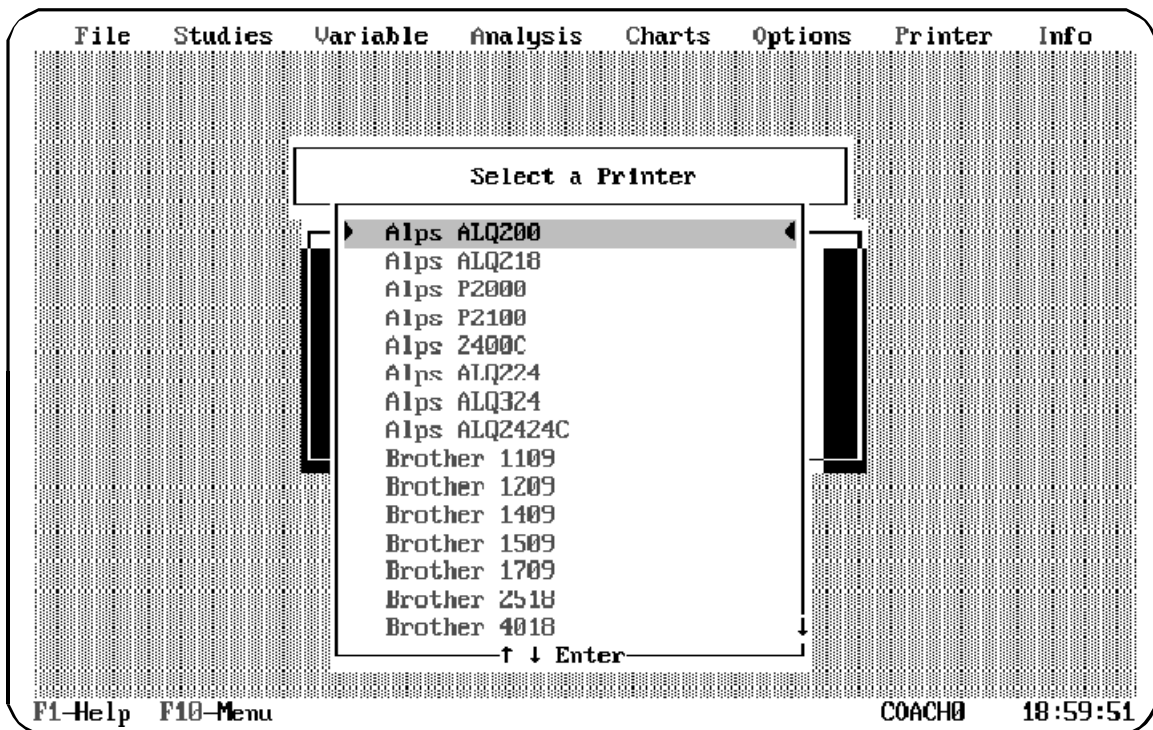 File Studies Variable Analysis Charts Options Printer Info
Select a Printer
Alps ALQ200
Alps ALQ218
Alps P2000
Alps P2100
Alps 2400C
Alps ALQ224
Alps ALQ324
Alps ALQ2424C
Brother 1109
Brother 1209
Brother 1409
Brother 1509
Brother 1709
Brother 2518
Brother 4018
↑ ↓ Enter
F1-Help F10-Menu COACH0 18:59:51